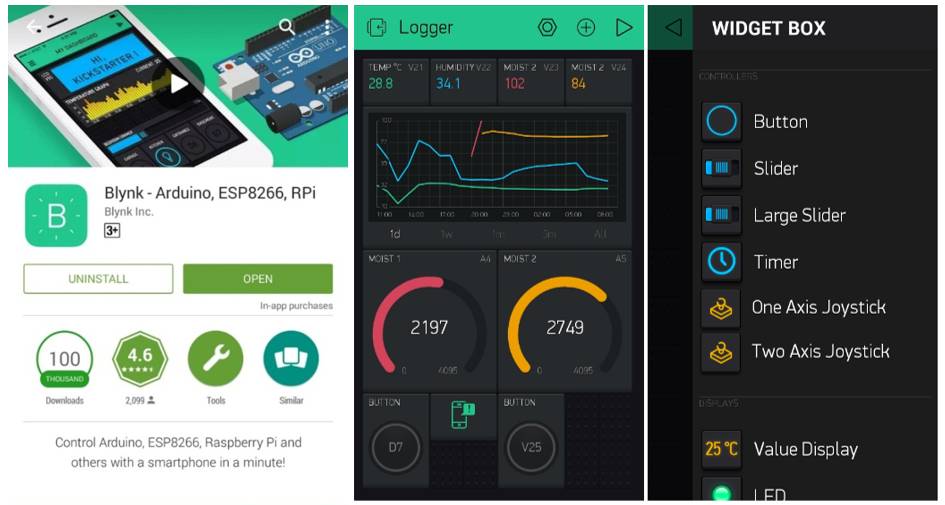 MY DASHBOARD
HI,
KICKSTARTER !
TEMPERATURE GRAPH
CURRENT 25
UNO
ARDUINO
B
Blynk - Arduino, ESP8266, RPi
Blynk Inc.
3+
UNINSTALL
OPEN
In-app purchases
100
THOUSAND
Downloads
4.6
2,099
Tools
Similar
Control Arduino, ESP8266, Raspberry Pi and
others with a smartphone in a minute!
Logger
TEMP °C V21
28.8
HUMIDITY V22
34.1
MOIST 2 V23
102
MOIST 2 V24
84
11:00 14:00 17:00 20:00 23:00 02:00 05:00 08:00
1d 1w 1m 3m All
MOIST 1 A4
2197
0 4095
MOIST 2 A5
2749
0 4095
BUTTON
D7
BUTTON
V25
WIDGET BOX
CONTROLLERS
Button
Slider
Large Slider
Timer
One Axis Joystick
Two Axis Joystick
DISPLAYS
25 °C
Value Display
LED